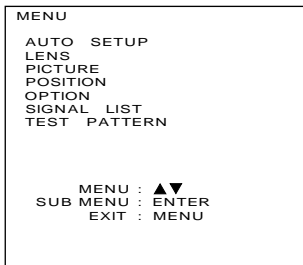 MENU
AUTO SETUP
LENS
PICTURE
POSITION
OPTION
SIGNAL LIST
TEST PATTERN
MENU : ▲▼
SUB MENU : ENTER
EXIT : MENU